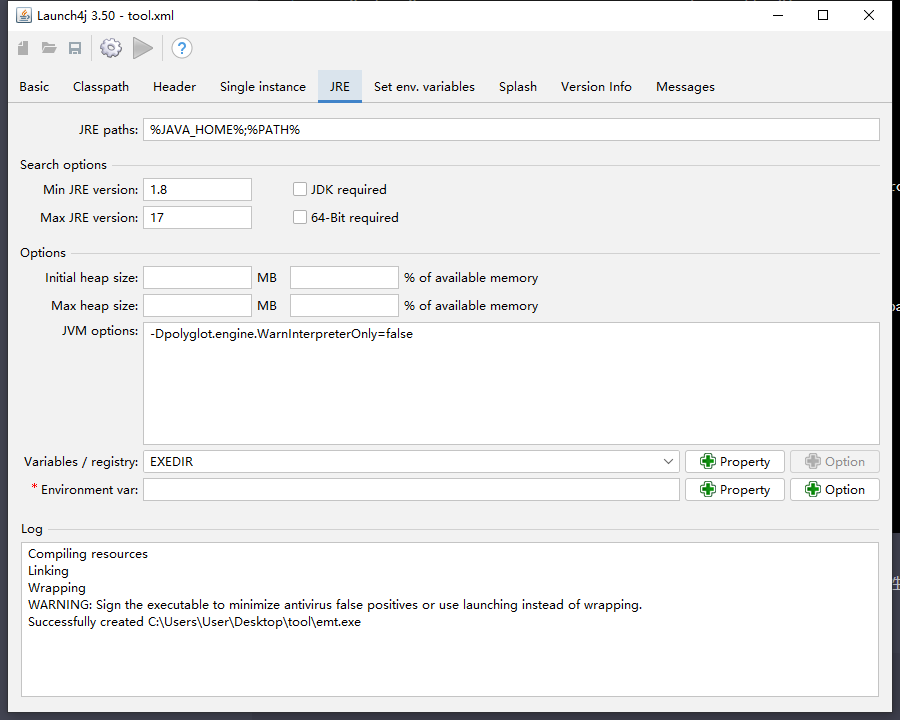 Launch4j 3.50 - tool.xml
Basic Classpath Header Single instance JRE Set env. variables Splash Version Info Messages
JRE paths: %JAVA_HOME%;%PATH%
Search options
Min JRE version: 1.8 JDK required
Max JRE version: 17 64-Bit required
Options
Initial heap size: MB % of available memory
Max heap size: MB % of available memory
JVM options: -Dpolyglot.engine.WarnInterpreterOnly=false
Variables / registry: EXEDIR Property Option
* Environment var: Property Option
Log
Compiling resources
Linking
Wrapping
WARNING: Sign the executable to minimize antivirus false positives or use launching instead of wrapping.
Successfully created C:\Users\User\Desktop\tool\emt.exe